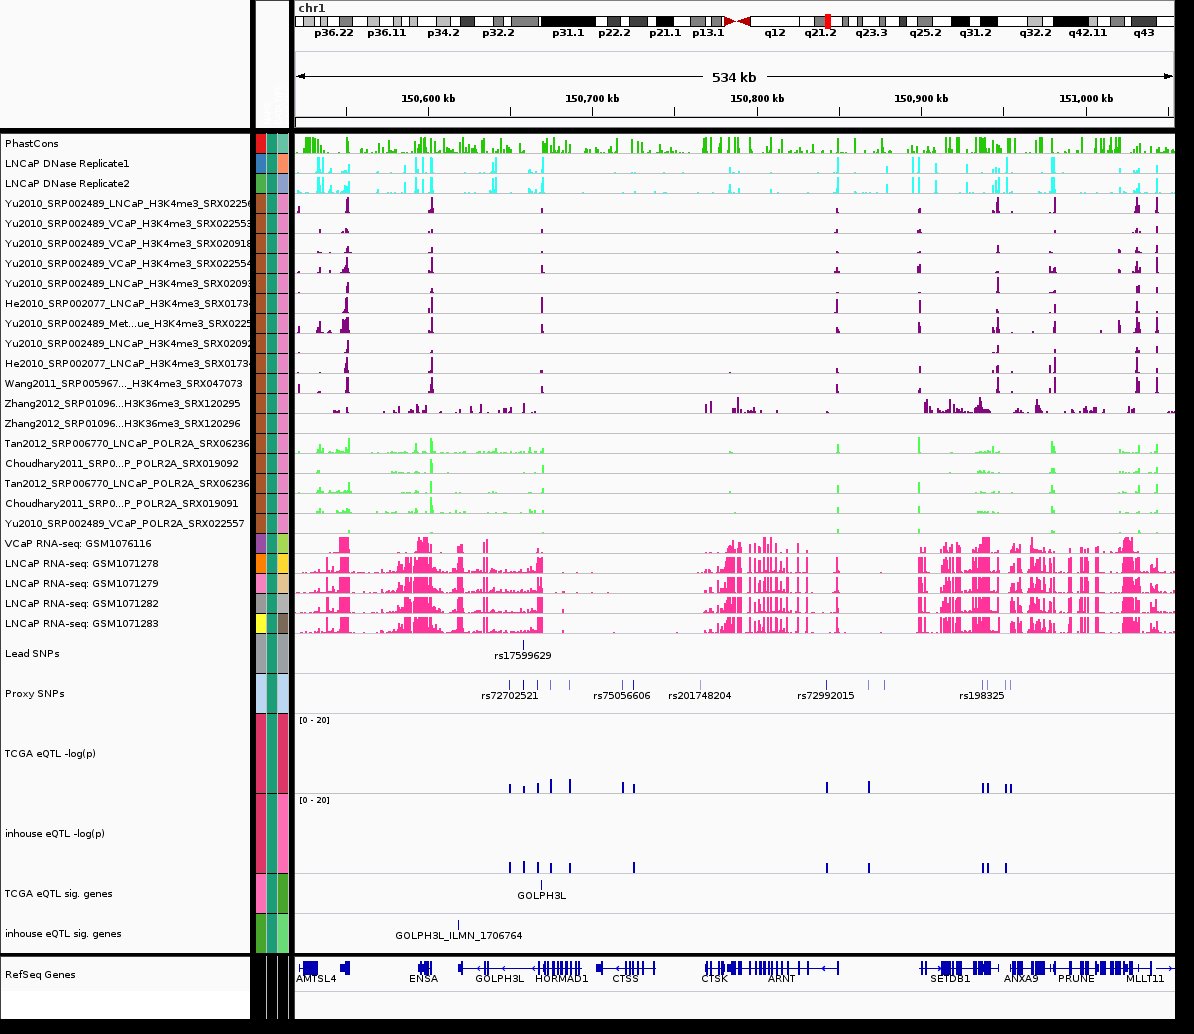 chr1
p36.22 p36.11 p34.2 p32.2 p31.1 p22.2 p21.1 p13.1 q12 q21.2 q23.3 q25.2 q31.2 q32.2 q42.11 q43
534 kb
150,600 kb 150,700 kb 150,800 kb 150,900 kb 151,000 kb
PhastCons
LNCaP DNase Replicate1
LNCaP DNase Replicate2
Yu2010_SRP002489_LNCaP_H3K4me3_SRX02256
Yu2010_SRP002489_VCaP_H3K4me3_SRX022553
Yu2010_SRP002489_VCaP_H3K4me3_SRX020918
Yu2010_SRP002489_VCaP_H3K4me3_SRX022554
Yu2010_SRP002489_LNCaP_H3K4me3_SRX0209
He2010_SRP002077_LNCaP_H3K4me3_SRX0173
Yu2010_SRP002489_Met...ue_H3K4me3_SRX0225
Yu2010_SRP002489_LNCaP_H3K4me3_SRX02092
He2010_SRP002077_LNCaP_H3K4me3_SRX0173
Wang2011_SRP005967..._H3K4me3_SRX047073
Zhang2012_SRP01096...H3K36me3_SRX120295
Zhang2012_SRP01096...H3K36me3_SRX120296
Tan2012_SRP006770_LNCaP_POLR2A_SRX06236
Choudhary2011_SRP0...P_POLR2A_SRX019092
Tan2012_SRP006770_LNCaP_POLR2A_SRX06236
Choudhary2011_SRP0...P_POLR2A_SRX019091
Yu2010_SRP002489_VCaP_POLR2A_SRX022557
VCaP RNA-seq: GSM1076116
LNCaP RNA-seq: GSM1071278
LNCaP RNA-seq: GSM1071279
LNCaP RNA-seq: GSM1071282
LNCaP RNA-seq: GSM1071283
Lead SNPs
rs17599629
Proxy SNPs
rs72702521 rs75056606 rs201748204 rs72992015 rs198325
[0 - 20]
TCGA eQTL -log(p)
[0 - 20]
inhouse eQTL -log(p)
TCGA eQTL sig. genes
GOLPH3L
inhouse eQTL sig. genes
GOLPH3L_ILMN_1706764
RefSeq Genes
AMTSL4 ENSA GOLPH3L HORMAD1 CTSS CTSK ARNT SETDB1 ANXA9 PRUNE MLLT11